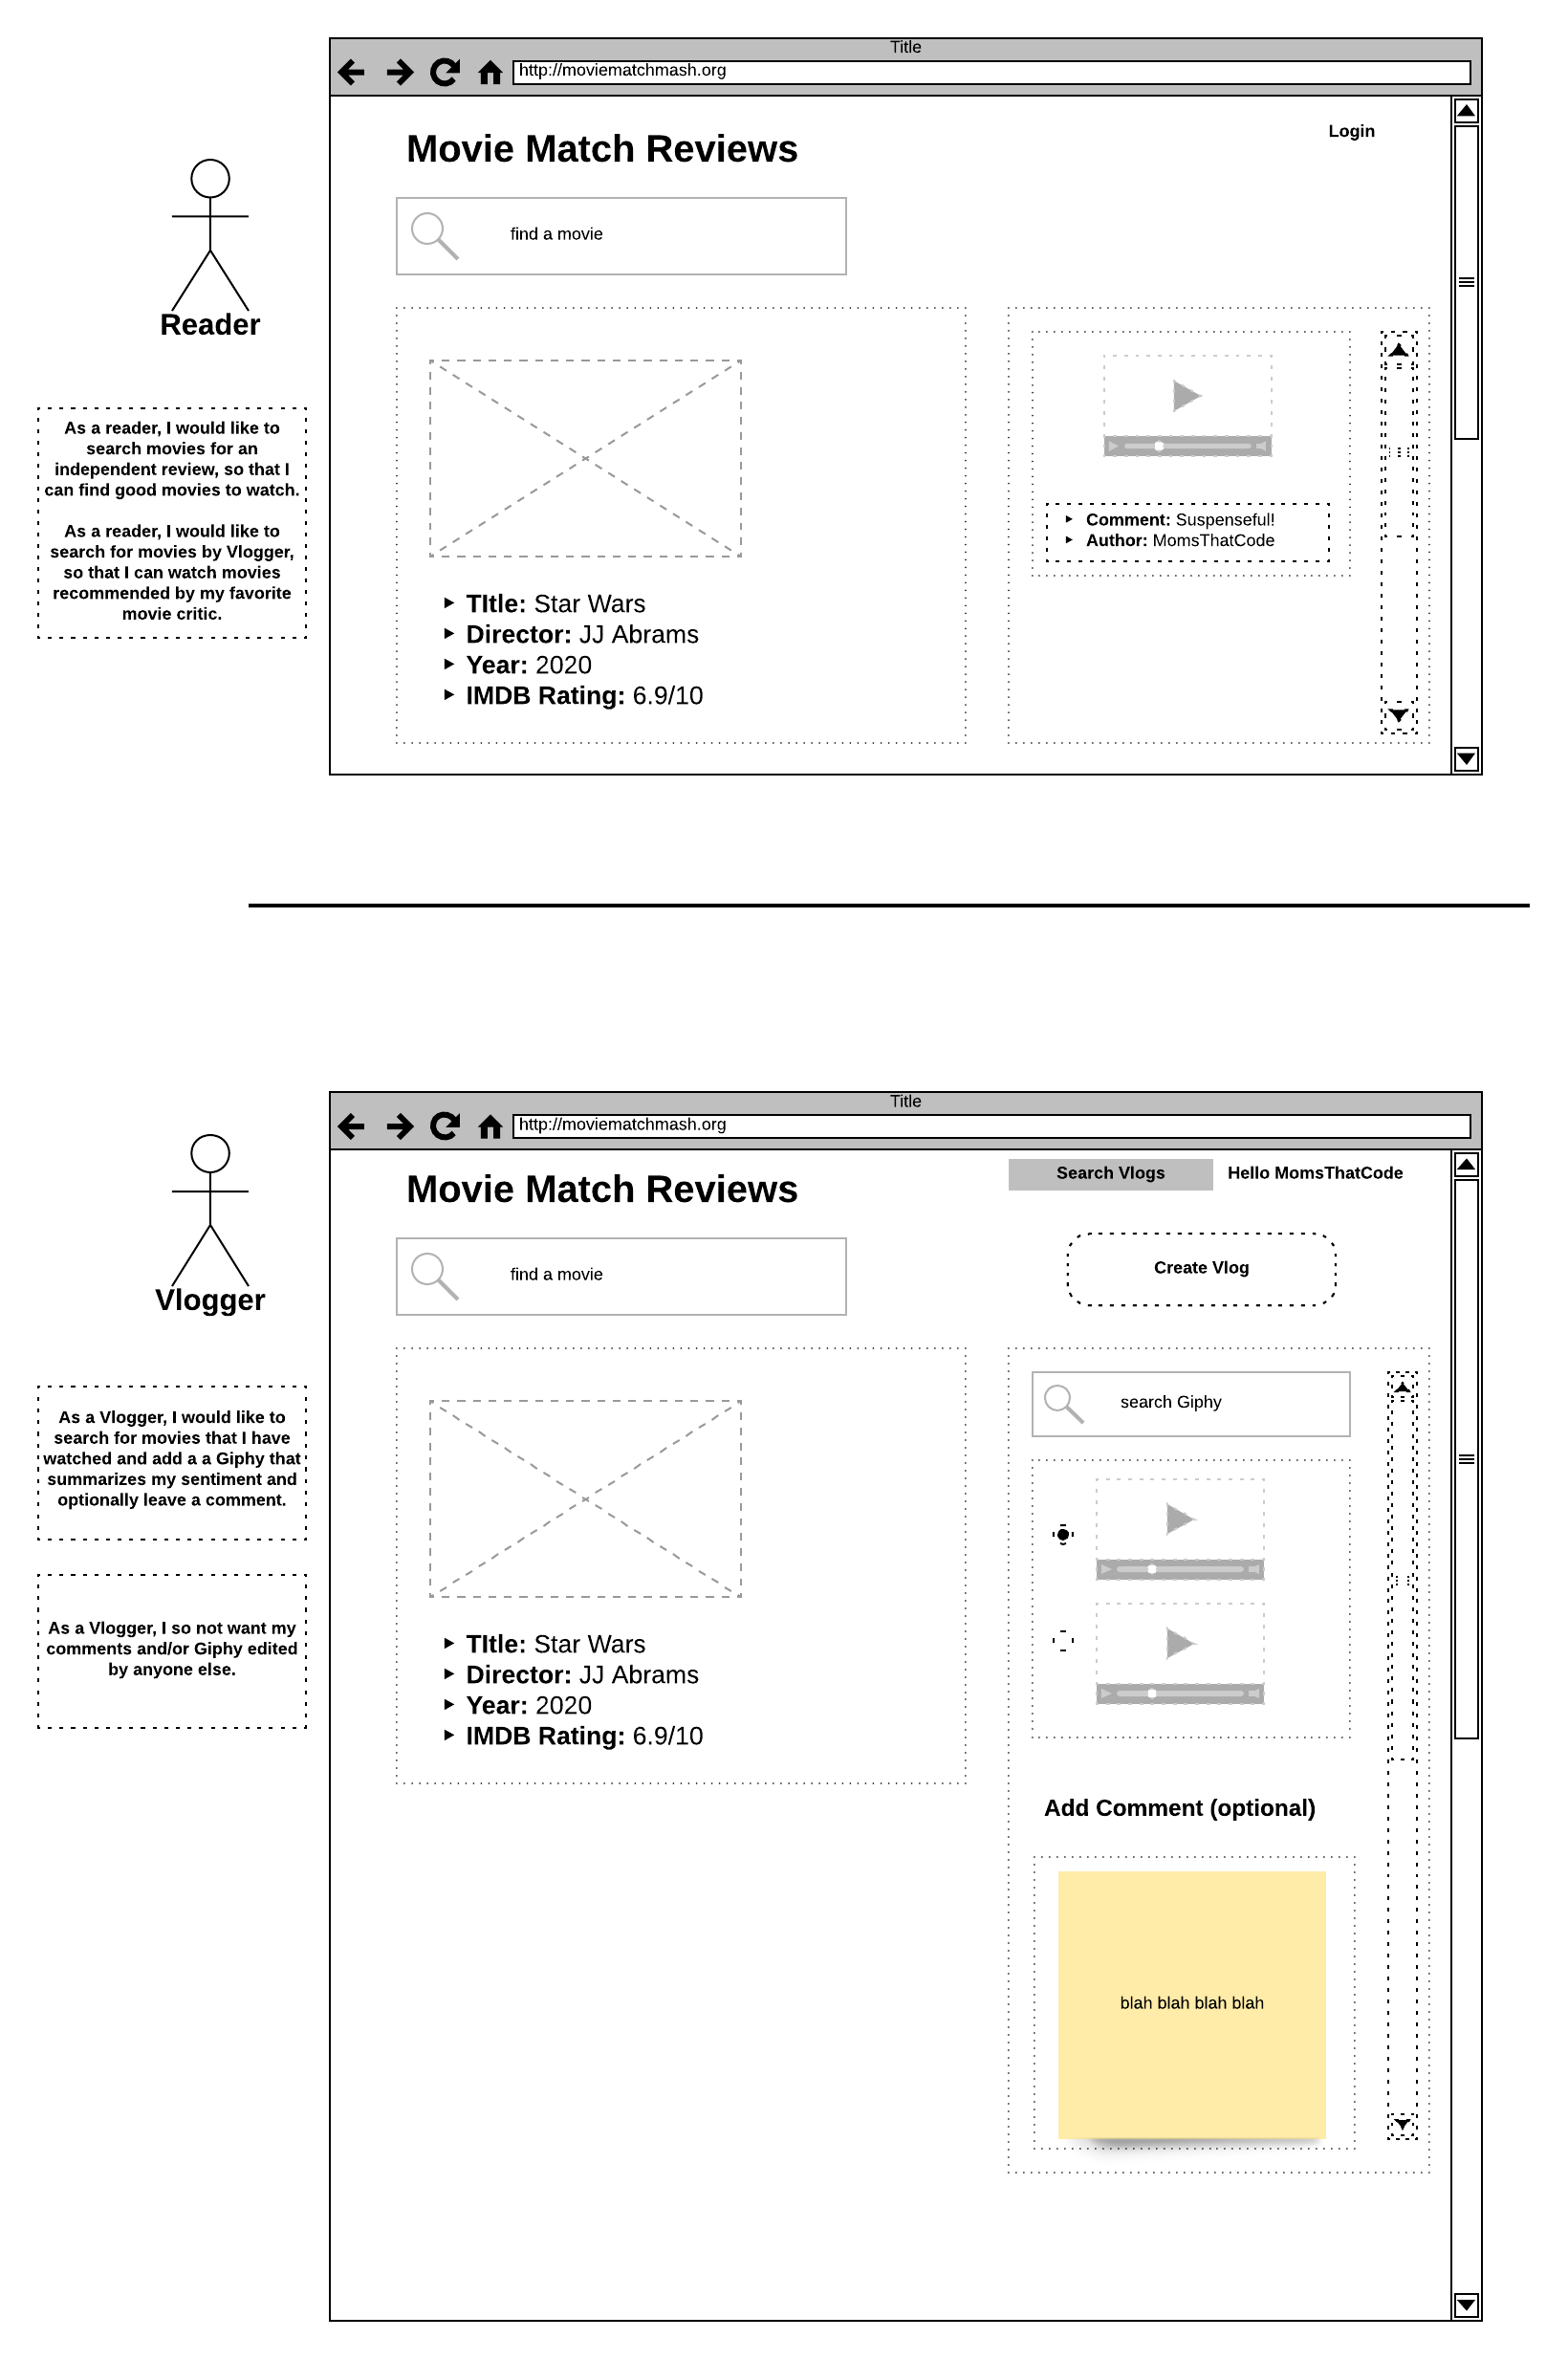 Title
http://moviematchmash.org
Movie Match Reviews
Login
find a movie
Reader
As a reader, I would like to
search movies for an
independent review, so that I
can find good movies to watch.
As a reader, I would like to
search for movies by Vlogger,
so that I can watch movies
recommended by my favorite
movie critic.
Comment: Suspenseful!
Author: MomsThatCode
TItle: Star Wars
Director: JJ Abrams
Year: 2020
IMDB Rating: 6.9/10
Title
http://moviematchmash.org
Search Vlogs
Hello MomsThatCode
Movie Match Reviews
Create Vlog
find a movie
Vlogger
As a Vlogger, I would like to
search for movies that I have
watched and add a a Giphy that
summarizes my sentiment and
optionally leave a comment.
As a Vlogger, I so not want my
comments and/or Giphy edited
by anyone else.
search Giphy
TItle: Star Wars
Director: JJ Abrams
Year: 2020
IMDB Rating: 6.9/10
Add Comment (optional)
blah blah blah blah